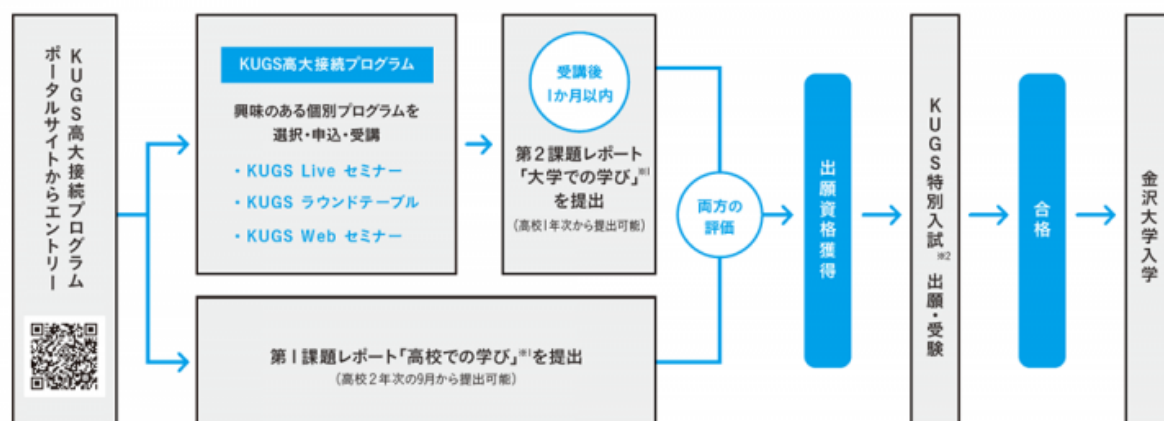 KUGS高大接続プログラム
ポータルサイトからエントリー
KUGS高大接続プログラム
興味のある個別プログラムを
選択・申込・受講
・KUGS Live セミナー
・KUGS ラウンドテーブル
・KUGS Web セミナー
受講後
1か月以内
第2課題レポート
「大学での学び」※1
を提出
(高校1年次から提出可能)
第1課題レポート「高校での学び」※1を提出
(高校2年次の9月から提出可能)
両方の
評価
出願資格獲得
KUGS特別入試※2 出願・受験
合格
金沢大学入学